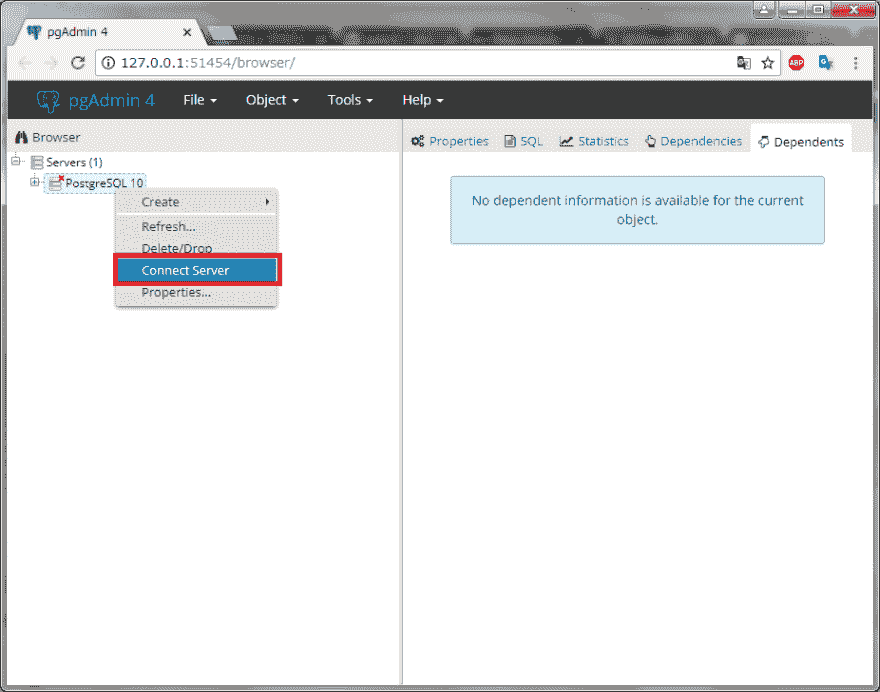 pgAdmin 4
127.0.0.1:51454/browser/
ABP
pgAdmin 4 File Object Tools Help
Browser
Properties SQL Statistics Dependencies Dependents
Servers (1)
PostgreSQL 10
Create
Refresh...
Delete/Drop
Connect Server
Properties...
No dependent information is available for the current
object.